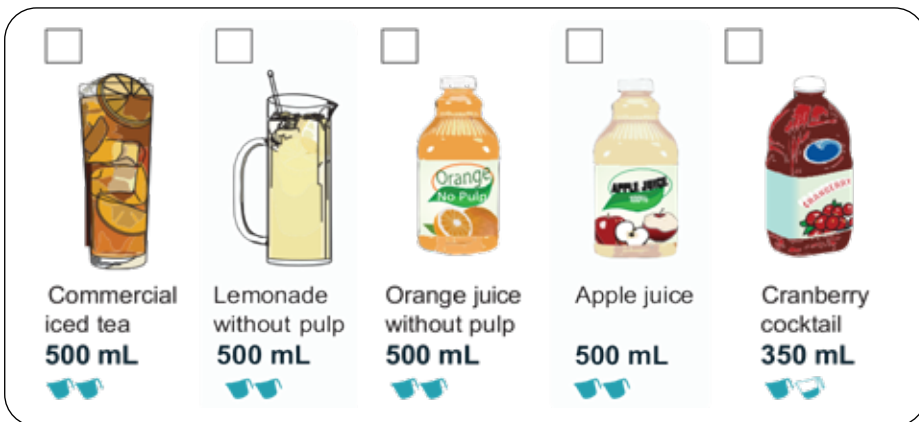 Orange
No Pulp
APPLE JUICE
100%
CRANBERRY
Commercial
iced tea
500 mL
Lemonade
without pulp
500 mL
Orange juice
without pulp
500 mL
Apple juice
500 mL
Cranberry
cocktail
350 mL